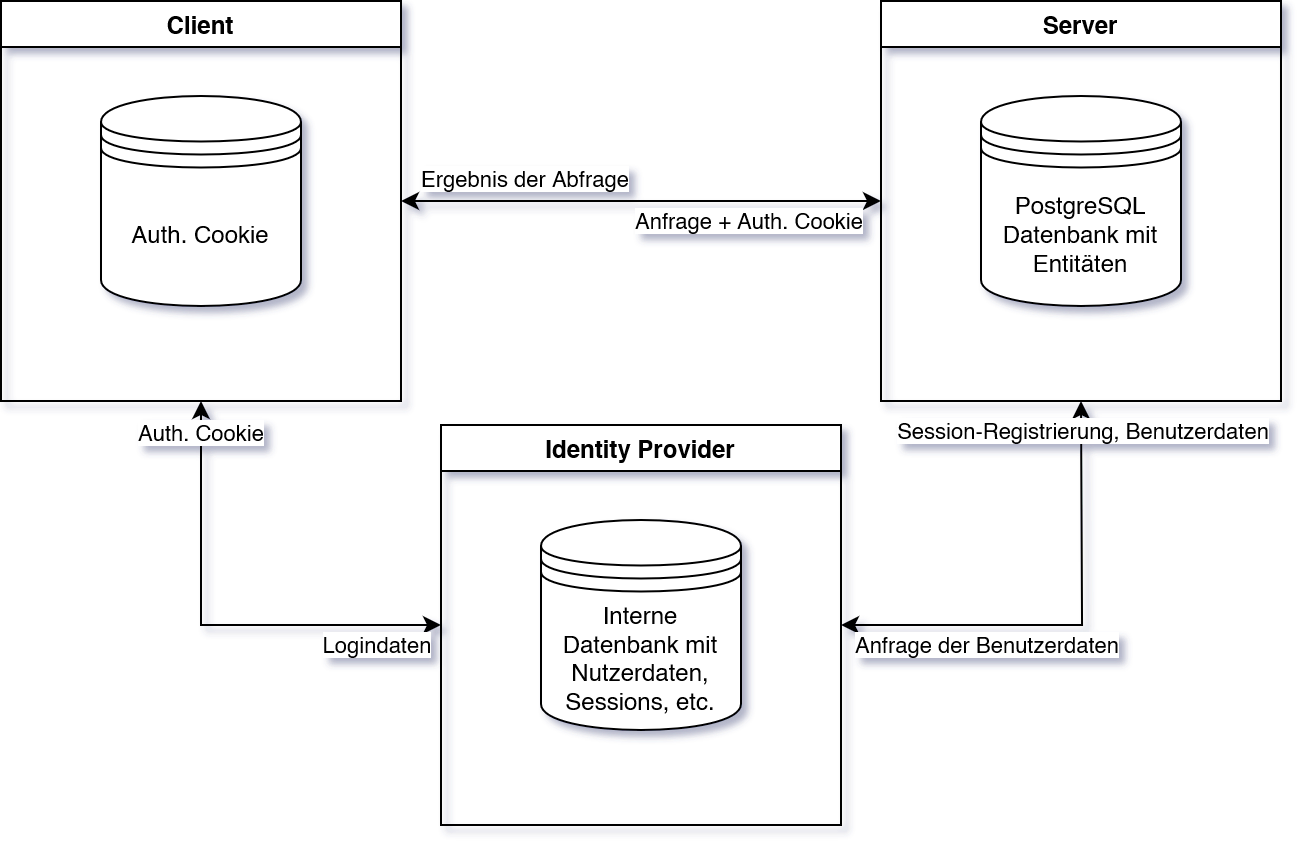 Client
Server
Ergebnis der Abfrage
Anfrage + Auth. Cookie
Auth. Cookie
PostgreSQL
Datenbank mit
Entitäten
Auth. Cookie
Session-Registrierung, Benutzerdaten
Identity Provider
Interne
Datenbank mit
Nutzerdaten,
Sessions, etc.
Logindaten
Anfrage der Benutzerdaten